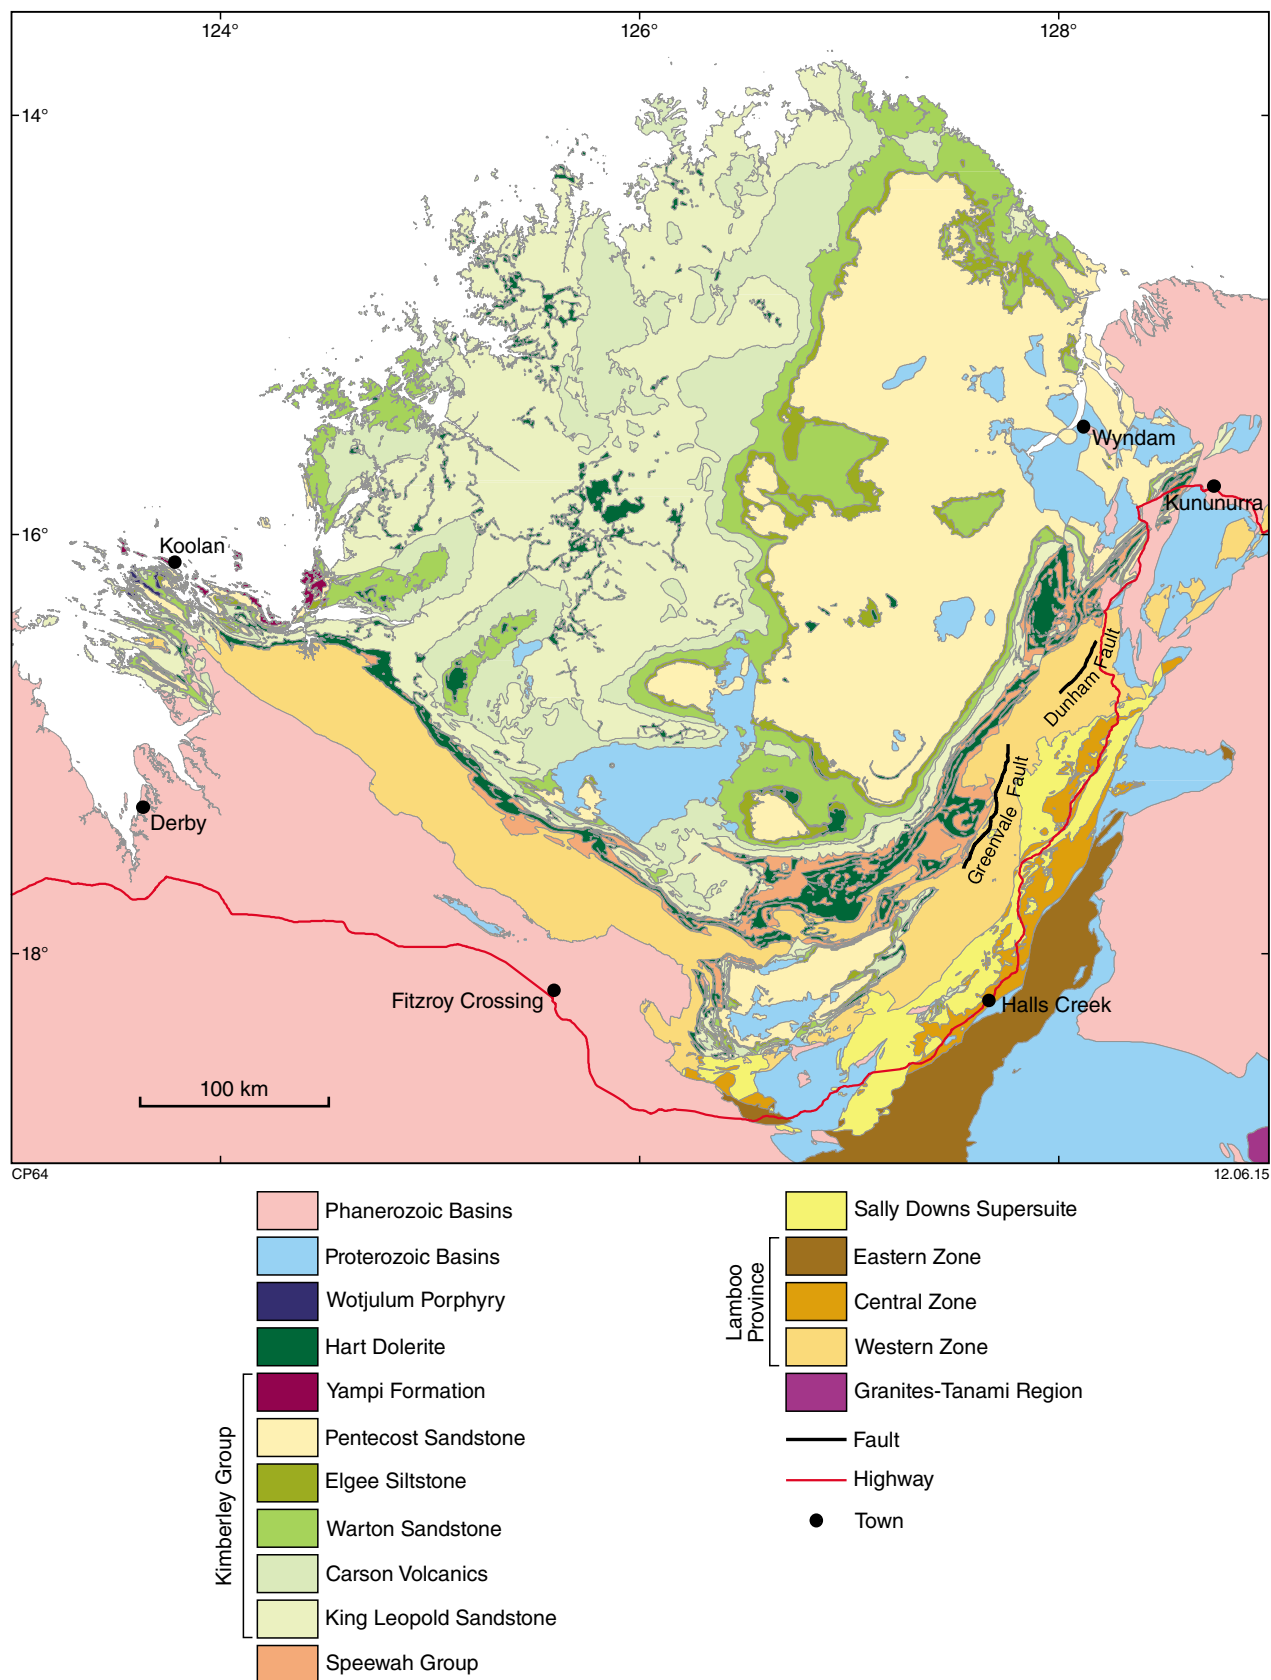 124°
126°
128°
14°
Wyndam
Kununurra
16°
Koolan
Dunham Fault
Greenvale Fault
Derby
18°
Fitzroy Crossing
Halls Creek
100 km
CP64
12.06.15
Phanerozoic Basins
Proterozoic Basins
Wotjulum Porphyry
Hart Dolerite
Kimberley Group
Yampi Formation
Pentecost Sandstone
Elgee Siltstone
Warton Sandstone
Carson Volcanics
King Leopold Sandstone
Speewah Group
Sally Downs Supersuite
Lamboo
Province
Eastern Zone
Central Zone
Western Zone
Granites-Tanami Region
Fault
Highway
Town